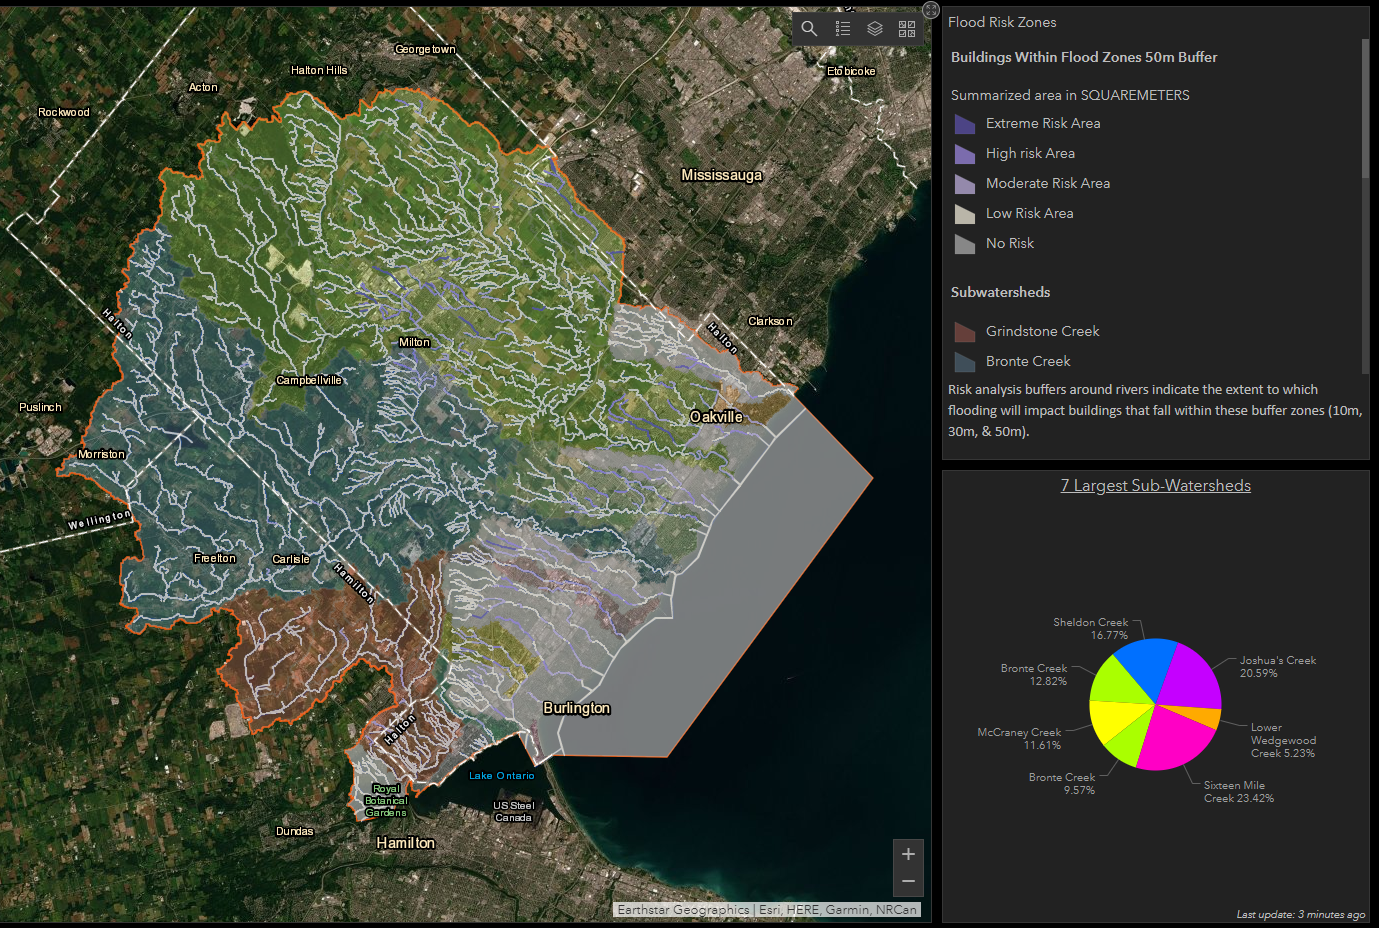 Georgetown
Halton Hills
Acton
Rockwood
Etobicoke
Mississauga
Halton
Halton
Clarkson
Milton
Campbellville
Puslinch
Oakville
Morriston
Wellington
Freelton
Carlisle
Hamilton
Burlington
Halton
Lake Ontario
Royal
Botanical
Gardens
US Steel
Canada
Dundas
Hamilton
+
−
Earthstar Geographics | Esri, HERE, Garmin, NRCan
Flood Risk Zones
Buildings Within Flood Zones 50m Buffer
Summarized area in SQUAREMETERS
Extreme Risk Area
High risk Area
Moderate Risk Area
Low Risk Area
No Risk
Subwatersheds
Grindstone Creek
Bronte Creek
Risk analysis buffers around rivers indicate the extent to which
flooding will impact buildings that fall within these buffer zones (10m,
30m, & 50m).
7 Largest Sub-Watersheds
Sheldon Creek
16.77%
Joshua's Creek
20.59%
Bronte Creek
12.82%
McCraney Creek
11.61%
Lower
Wedgewood
Creek 5.23%
Bronte Creek
9.57%
Sixteen Mile
Creek 23.42%
Last update: 3 minutes ago